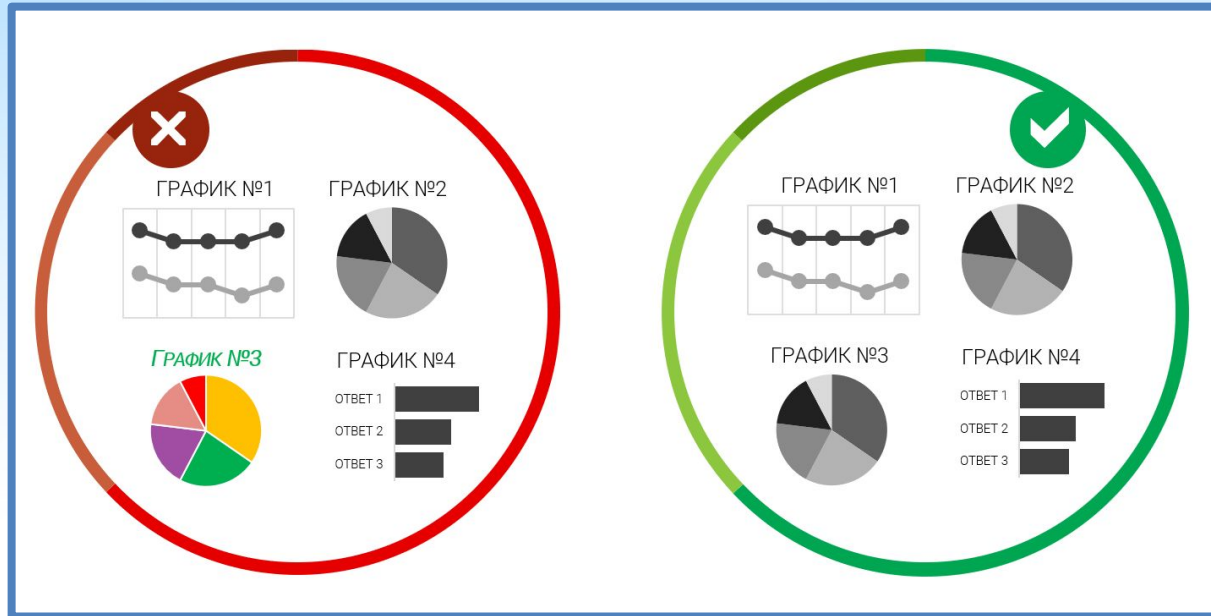 ГРАФИК №1
ГРАФИК №2
ГРАФИК №3
ГРАФИК №4
ОТВЕТ 1
ОТВЕТ 2
ОТВЕТ 3
ГРАФИК №1
ГРАФИК №2
ГРАФИК №3
ГРАФИК №4
ОТВЕТ 1
ОТВЕТ 2
ОТВЕТ 3